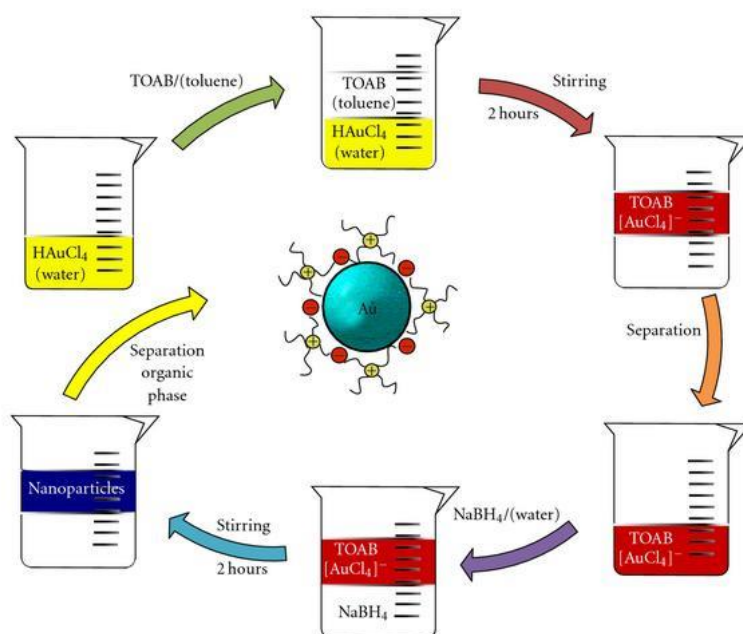 TOAB/(toluene)
TOAB
(toluene)
HAuCl₄
(water)
Stirring
2 hours
HAuCl₄
(water)
TOAB
[AuCl₄]⁻
Au
Separation
Separation
organic
phase
Nanoparticles
Stirring
2 hours
TOAB
[AuCl₄]⁻
NaBH₄
NaBH₄/(water)
TOAB
[AuCl₄]⁻